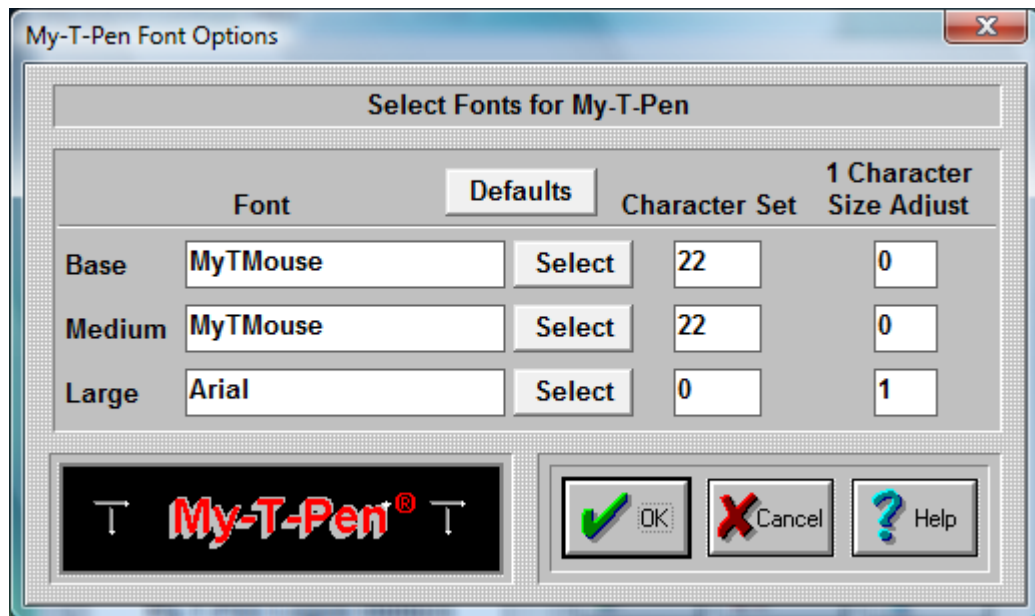 My-T-Pen Font Options
Select Fonts for My-T-Pen
Font Defaults Character Set 1 Character
Size Adjust
Base MyTMouse Select 22 0
Medium MyTMouse Select 22 0
Large Arial Select 0 1
My-T-Pen®
OK Cancel Help